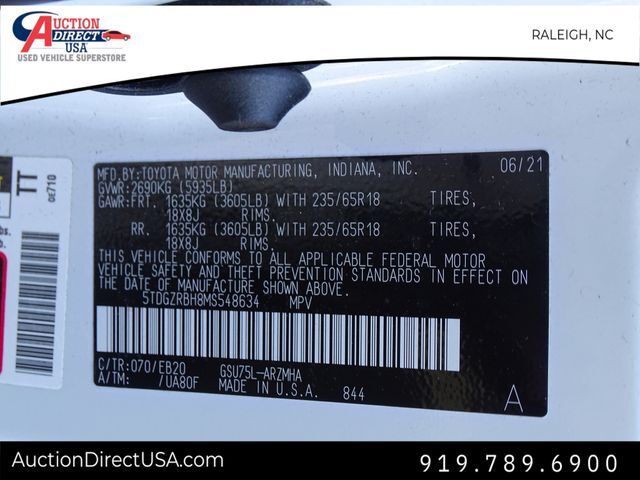 AUCTION
DIRECT
USA
USED VEHICLE SUPERSTORE
RALEIGH, NC
TT
0E710
lbs.
lb.
MFD.BY:TOYOTA MOTOR MANUFACTURING, INDIANA, INC. 06/21
GVWR:2690KG (5935LB)
GAWR:FRT. 1635KG (3605LB) WITH 235/65R18 TIRES,
18X8J RIMS.
RR. 1635KG (3605LB) WITH 235/65R18 TIRES,
18X8J RIMS.
THIS VEHICLE CONFORMS TO ALL APPLICABLE FEDERAL MOTOR
VEHICLE SAFETY AND THEFT PREVENTION STANDARDS IN EFFECT ON
THE DATE OF MANUFACTURE SHOWN ABOVE.
5TDGZRBH8MS548634 MPV
C/TR:070/EB20 GSU75L-ARZMHA
A/TM: /UA80F MADE IN U.S.A. 844
A
AuctionDirectUSA.com
919.789.6900